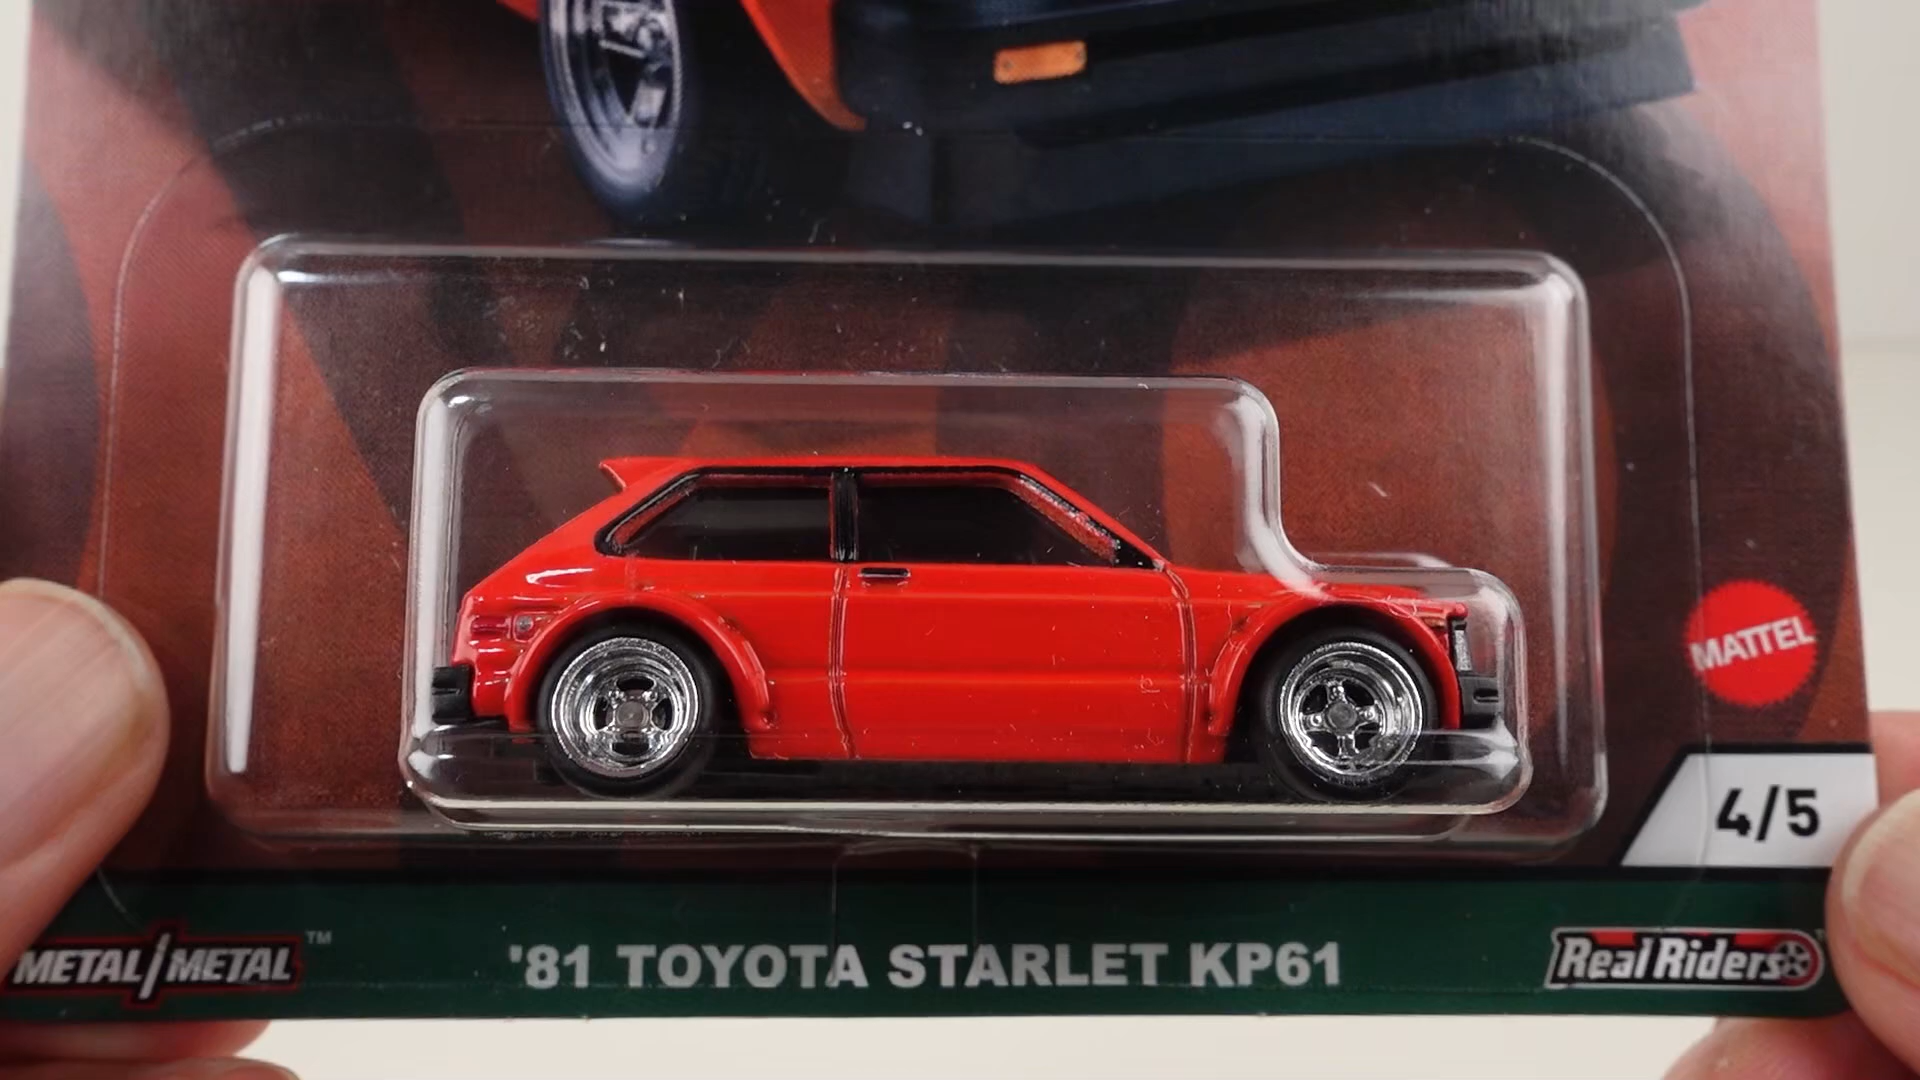 MATTEL
4/5
METAL/METAL™
'81 TOYOTA STARLET KP61
Real Riders